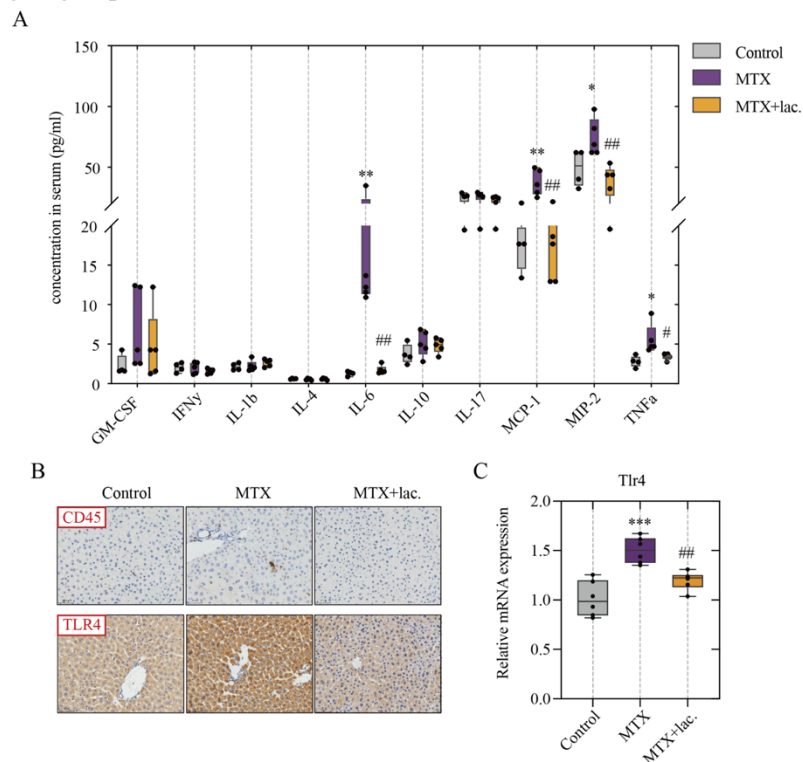 A
150
100
50
20
15
10
5
0
concentration in serum (pg/ml)
Control
MTX
MTX+lac.
**
##
**
##
*
##
*
#
GM-CSF
IFNy
IL-1b
IL-4
IL-6
IL-10
IL-17
MCP-1
MIP-2
TNFa
B
Control
MTX
MTX+lac.
CD45
TLR4
C
Tlr4
Relative mRNA expression
2.0
1.5
1.0
0.5
0.0
***
##
Control
MTX
MTX+lac.